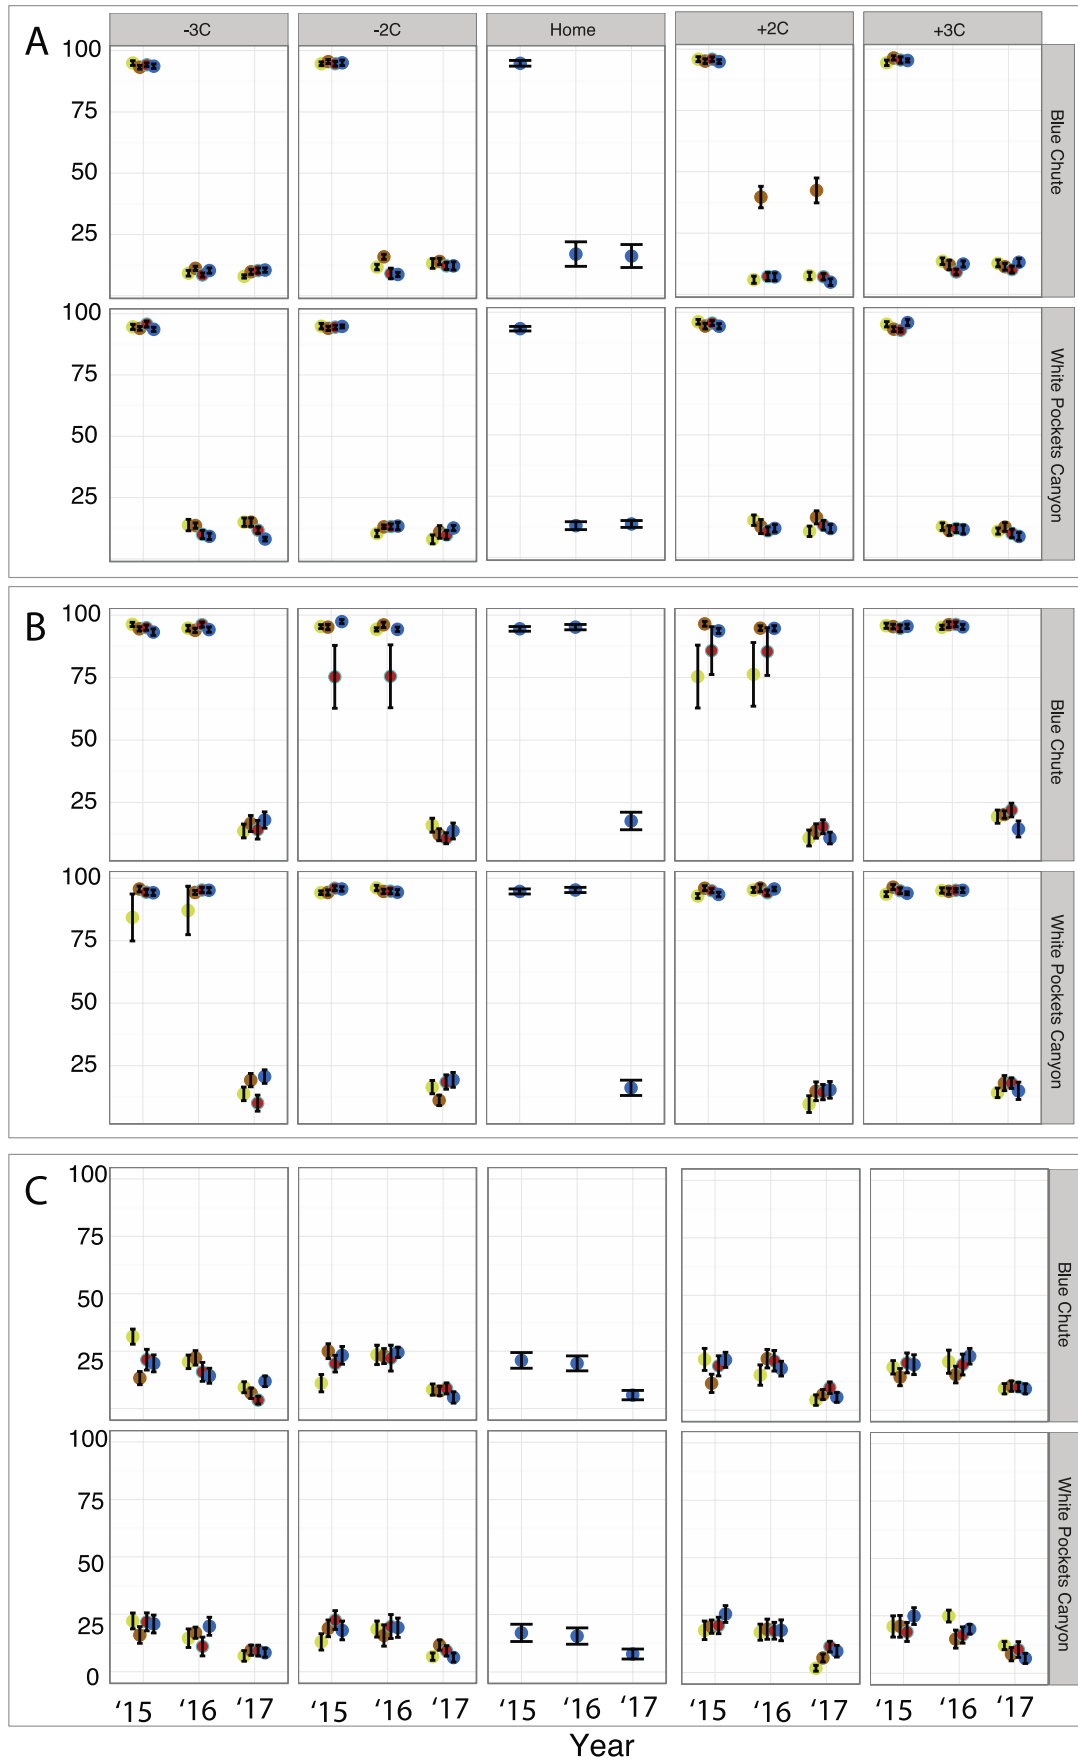 A
-3C
-2C
Home
+2C
+3C
100
75
50
25
Blue Chute
100
75
50
25
White Pockets Canyon
B
100
75
50
25
Blue Chute
100
75
50
25
White Pockets Canyon
C
100
75
50
25
Blue Chute
100
75
50
25
0
White Pockets Canyon
‘15 ‘16 ‘17 ‘15 ‘16 ‘17 ‘15 ‘16 ‘17 ‘15 ‘16 ‘17 ‘15 ‘16 ‘17
Year